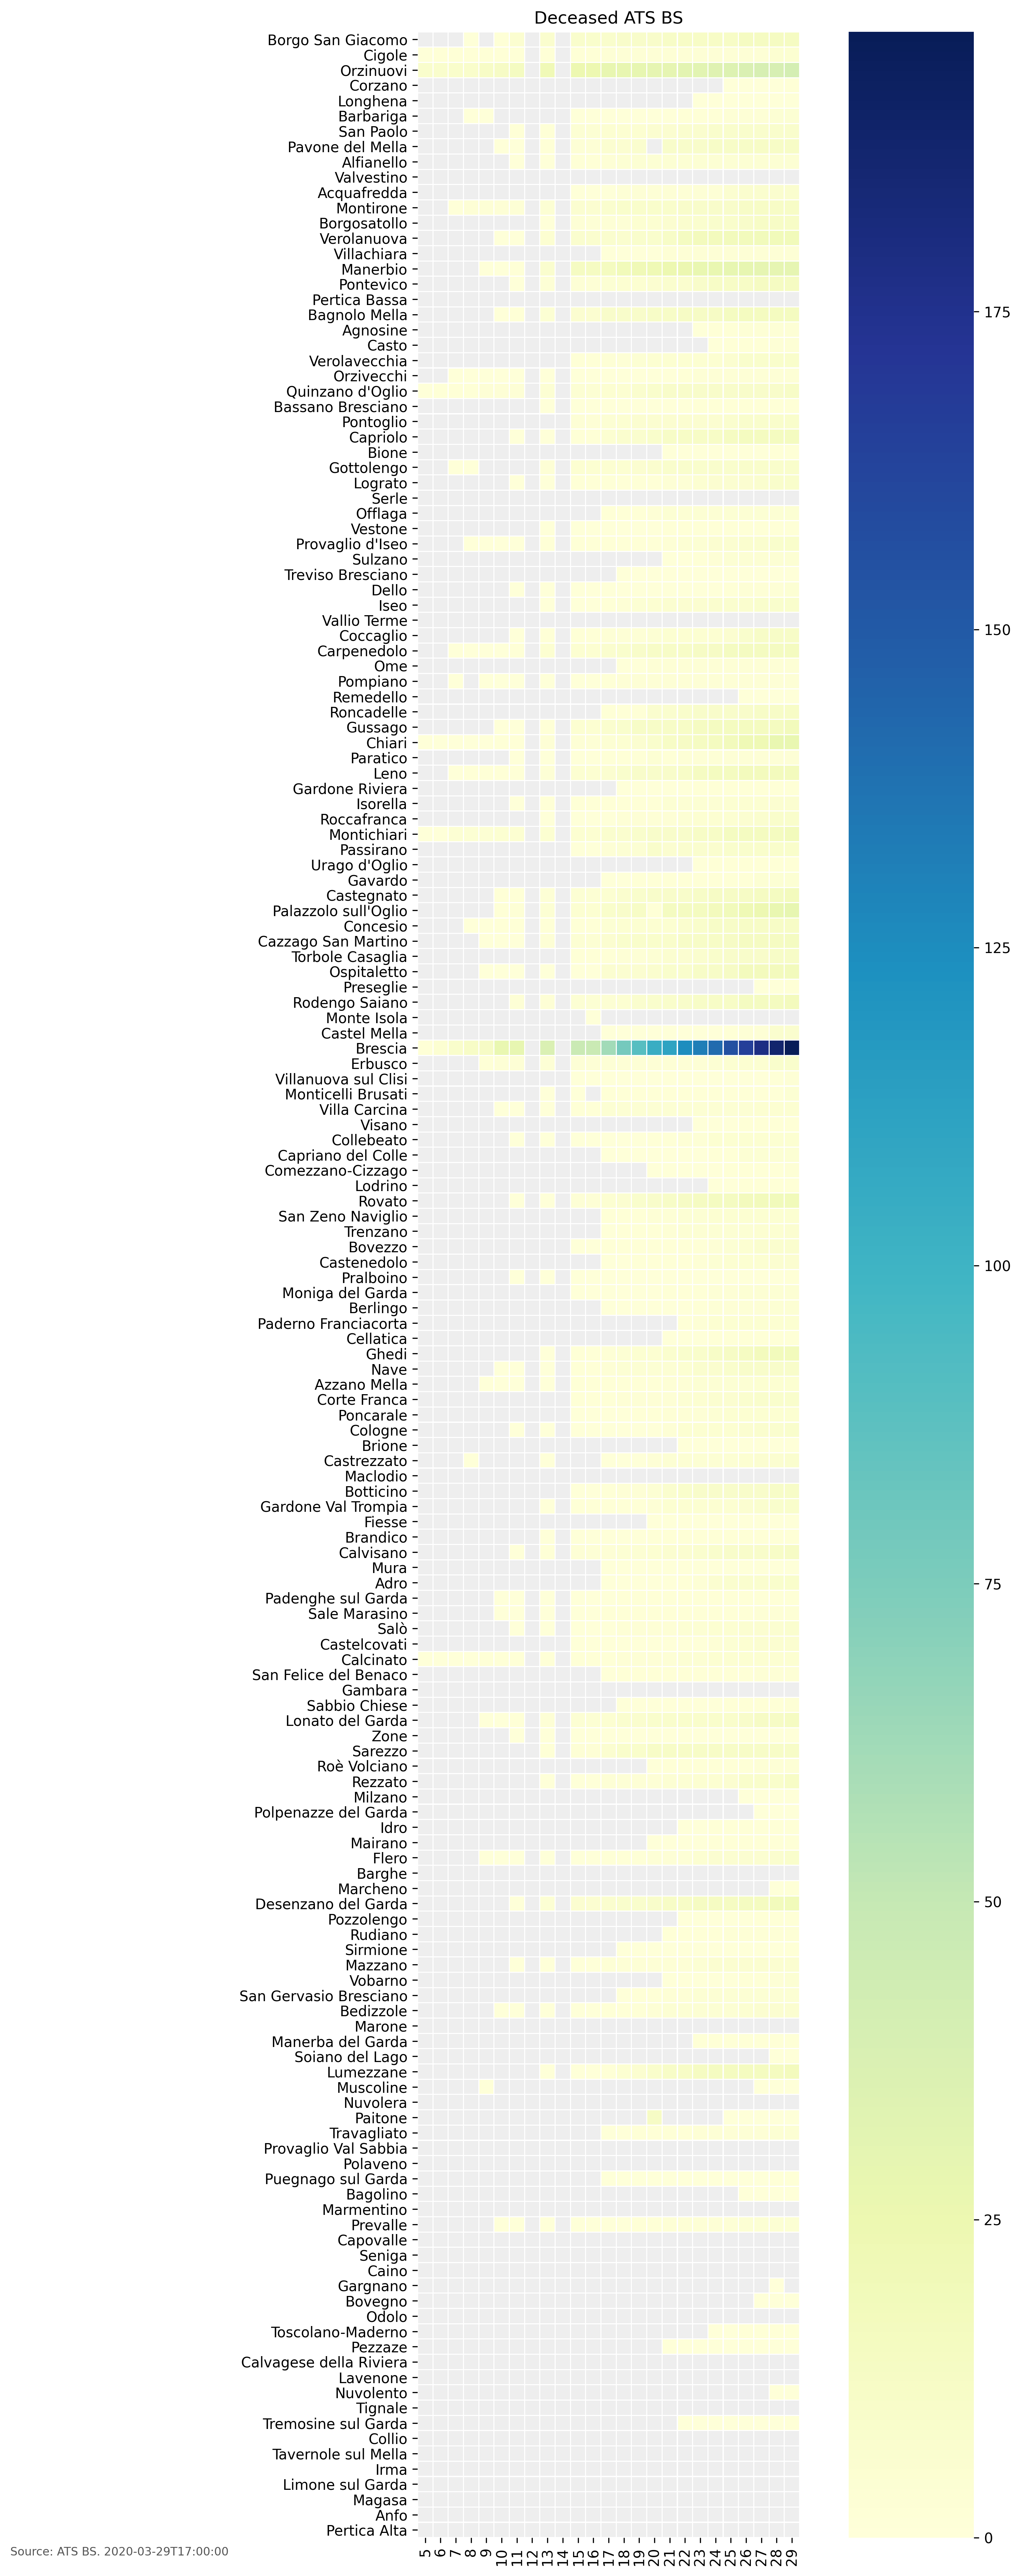 Deceased ATS BS
Borgo San Giacomo
Cigole
Orzinuovi
Corzano
Longhena
Barbariga
San Paolo
Pavone del Mella
Alfianello
Valvestino
Acquafredda
Montirone
Borgosatollo
Verolanuova
Villachiara
Manerbio
Pontevico
Pertica Bassa
Bagnolo Mella
Agnosine
Casto
Verolavecchia
Orzivecchi
Quinzano d'Oglio
Bassano Bresciano
Pontoglio
Capriolo
Bione
Gottolengo
Lograto
Serle
Offlaga
Vestone
Provaglio d'Iseo
Sulzano
Treviso Bresciano
Dello
Iseo
Vallio Terme
Coccaglio
Carpenedolo
Ome
Pompiano
Remedello
Roncadelle
Gussago
Chiari
Paratico
Leno
Gardone Riviera
Isorella
Roccafranca
Montichiari
Passirano
Urago d'Oglio
Gavardo
Castegnato
Palazzolo sull'Oglio
Concesio
Cazzago San Martino
Torbole Casaglia
Ospitaletto
Preseglie
Rodengo Saiano
Monte Isola
Castel Mella
Brescia
Erbusco
Villanuova sul Clisi
Monticelli Brusati
Villa Carcina
Visano
Collebeato
Capriano del Colle
Comezzano-Cizzago
Lodrino
Rovato
San Zeno Naviglio
Trenzano
Bovezzo
Castenedolo
Pralboino
Moniga del Garda
Berlingo
Paderno Franciacorta
Cellatica
Ghedi
Nave
Azzano Mella
Corte Franca
Poncarale
Cologne
Brione
Castrezzato
Maclodio
Botticino
Gardone Val Trompia
Fiesse
Brandico
Calvisano
Mura
Adro
Padenghe sul Garda
Sale Marasino
Salò
Castelcovati
Calcinato
San Felice del Benaco
Gambara
Sabbio Chiese
Lonato del Garda
Zone
Sarezzo
Roè Volciano
Rezzato
Milzano
Polpenazze del Garda
Idro
Mairano
Flero
Barghe
Marcheno
Desenzano del Garda
Pozzolengo
Rudiano
Sirmione
Mazzano
Vobarno
San Gervasio Bresciano
Bedizzole
Marone
Manerba del Garda
Soiano del Lago
Lumezzane
Muscoline
Nuvolera
Paitone
Travagliato
Provaglio Val Sabbia
Polaveno
Puegnago sul Garda
Bagolino
Marmentino
Prevalle
Capovalle
Seniga
Caino
Gargnano
Bovegno
Odolo
Toscolano-Maderno
Pezzaze
Calvagese della Riviera
Lavenone
Nuvolento
Tignale
Tremosine sul Garda
Collio
Tavernole sul Mella
Irma
Limone sul Garda
Magasa
Anfo
Pertica Alta
5 6 7 8 9 10 11 12 13 14 15 16 17 18 19 20 21 22 23 24 25 26 27 28 29
175
150
125
100
75
50
25
0
Source: ATS BS. 2020-03-29T17:00:00